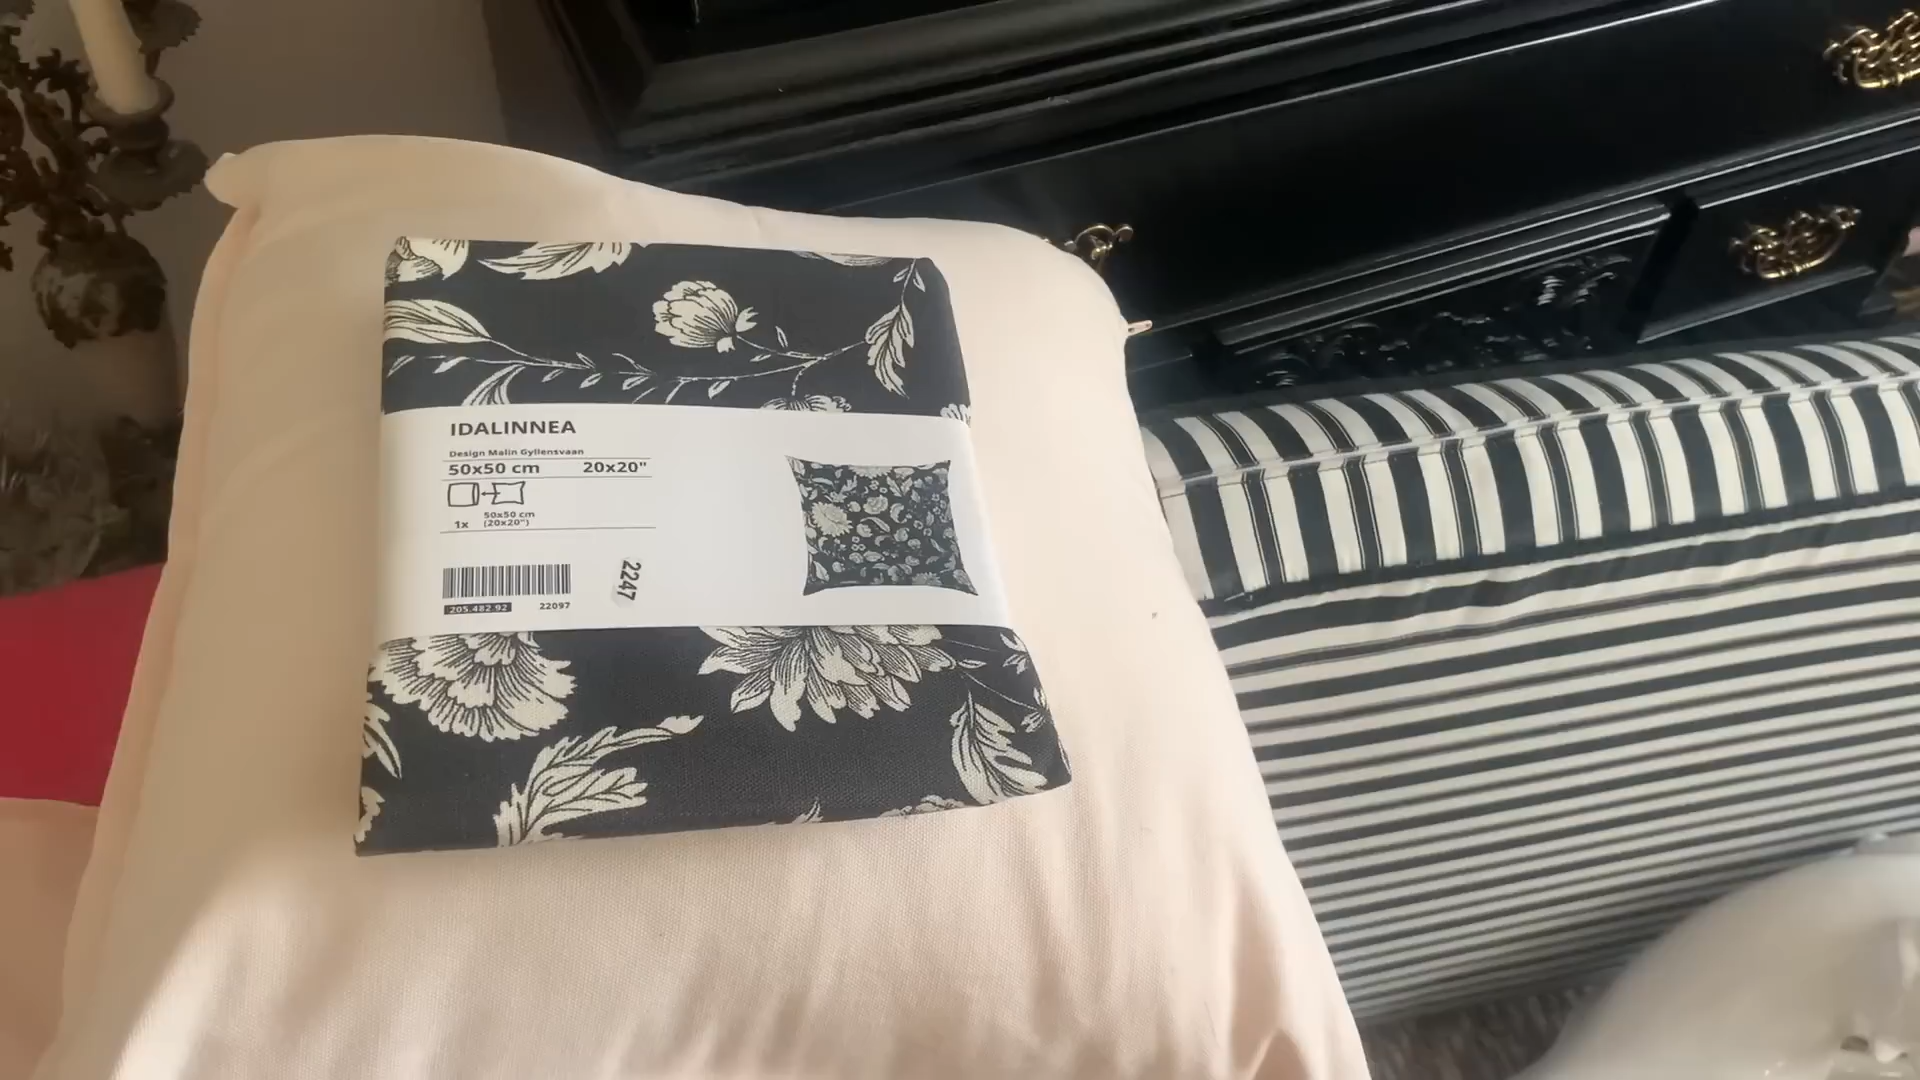 IDALINNEA
Design Malin Gyllensvaan
50x50 cm 20x20"
1x 50x50 cm
(20x20")
2247
205.482.92 22097